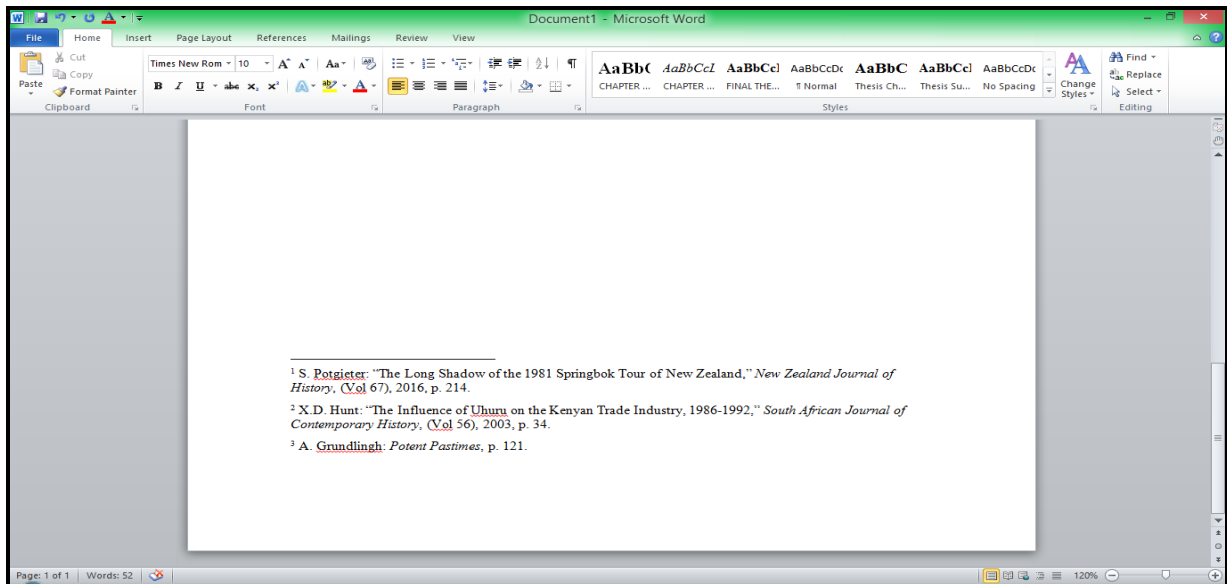 Document1 - Microsoft Word
File Home Insert Page Layout References Mailings Review View
Paste
Cut
Copy
Format Painter
Clipboard
Times New Rom 10
Font
Paragraph
AaBb( AaBbCcL AaBbCcl AaBbCcDc AaBbC AaBbCcl AaBbCcDc
CHAPTER ... CHAPTER ... FINAL THE... ¶ Normal Thesis Ch... Thesis Su... No Spacing
Styles
Change Styles
Find
Replace
Select
Editing
1 S. Potgieter: “The Long Shadow of the 1981 Springbok Tour of New Zealand,” New Zealand Journal of
History, (Vol 67), 2016, p. 214.
2 X.D. Hunt: “The Influence of Uhuru on the Kenyan Trade Industry, 1986-1992,” South African Journal of
Contemporary History, (Vol 56), 2003, p. 34.
3 A. Grundlingh: Potent Pastimes, p. 121.
Page: 1 of 1 Words: 52 120%